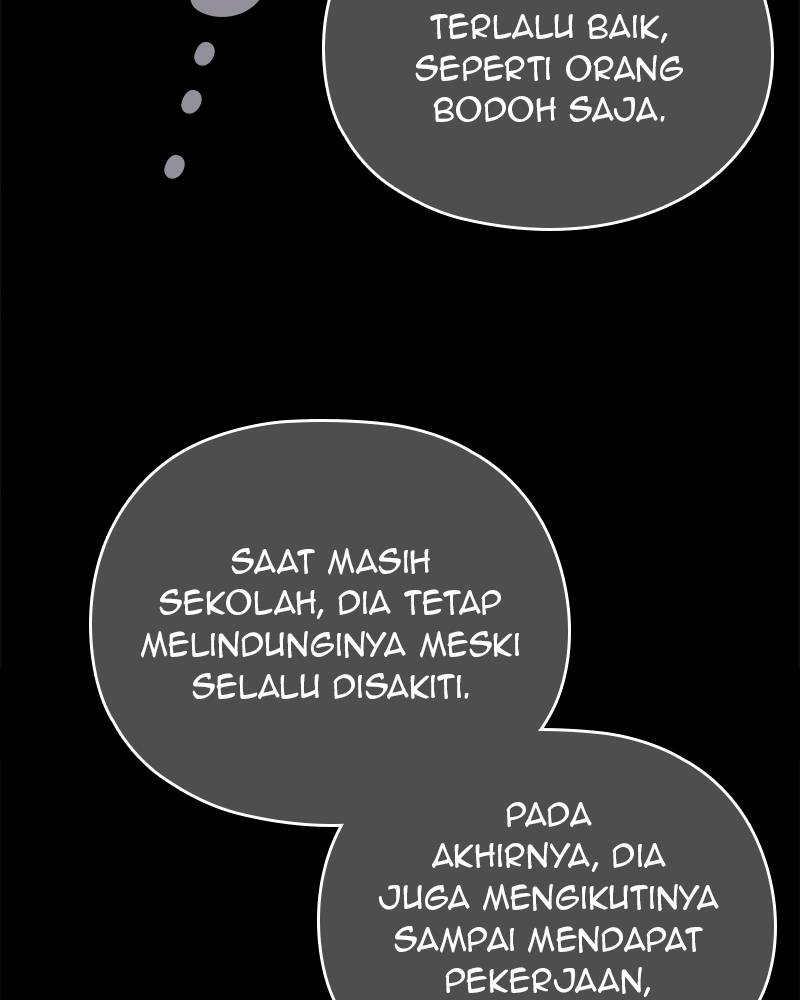 TERLALU BAIK,
SEPERTI ORANG
BODOH SAJA.
SAAT MASIH
SEKOLAH, DIA TETAP
MELINDUNGINYA MESKI
SELALU DISAKITI.
PADA
AKHIRNYA, DIA
JUGA MENGIKUTINYA
SAMPAI MENDAPAT
PEKERJAAN,